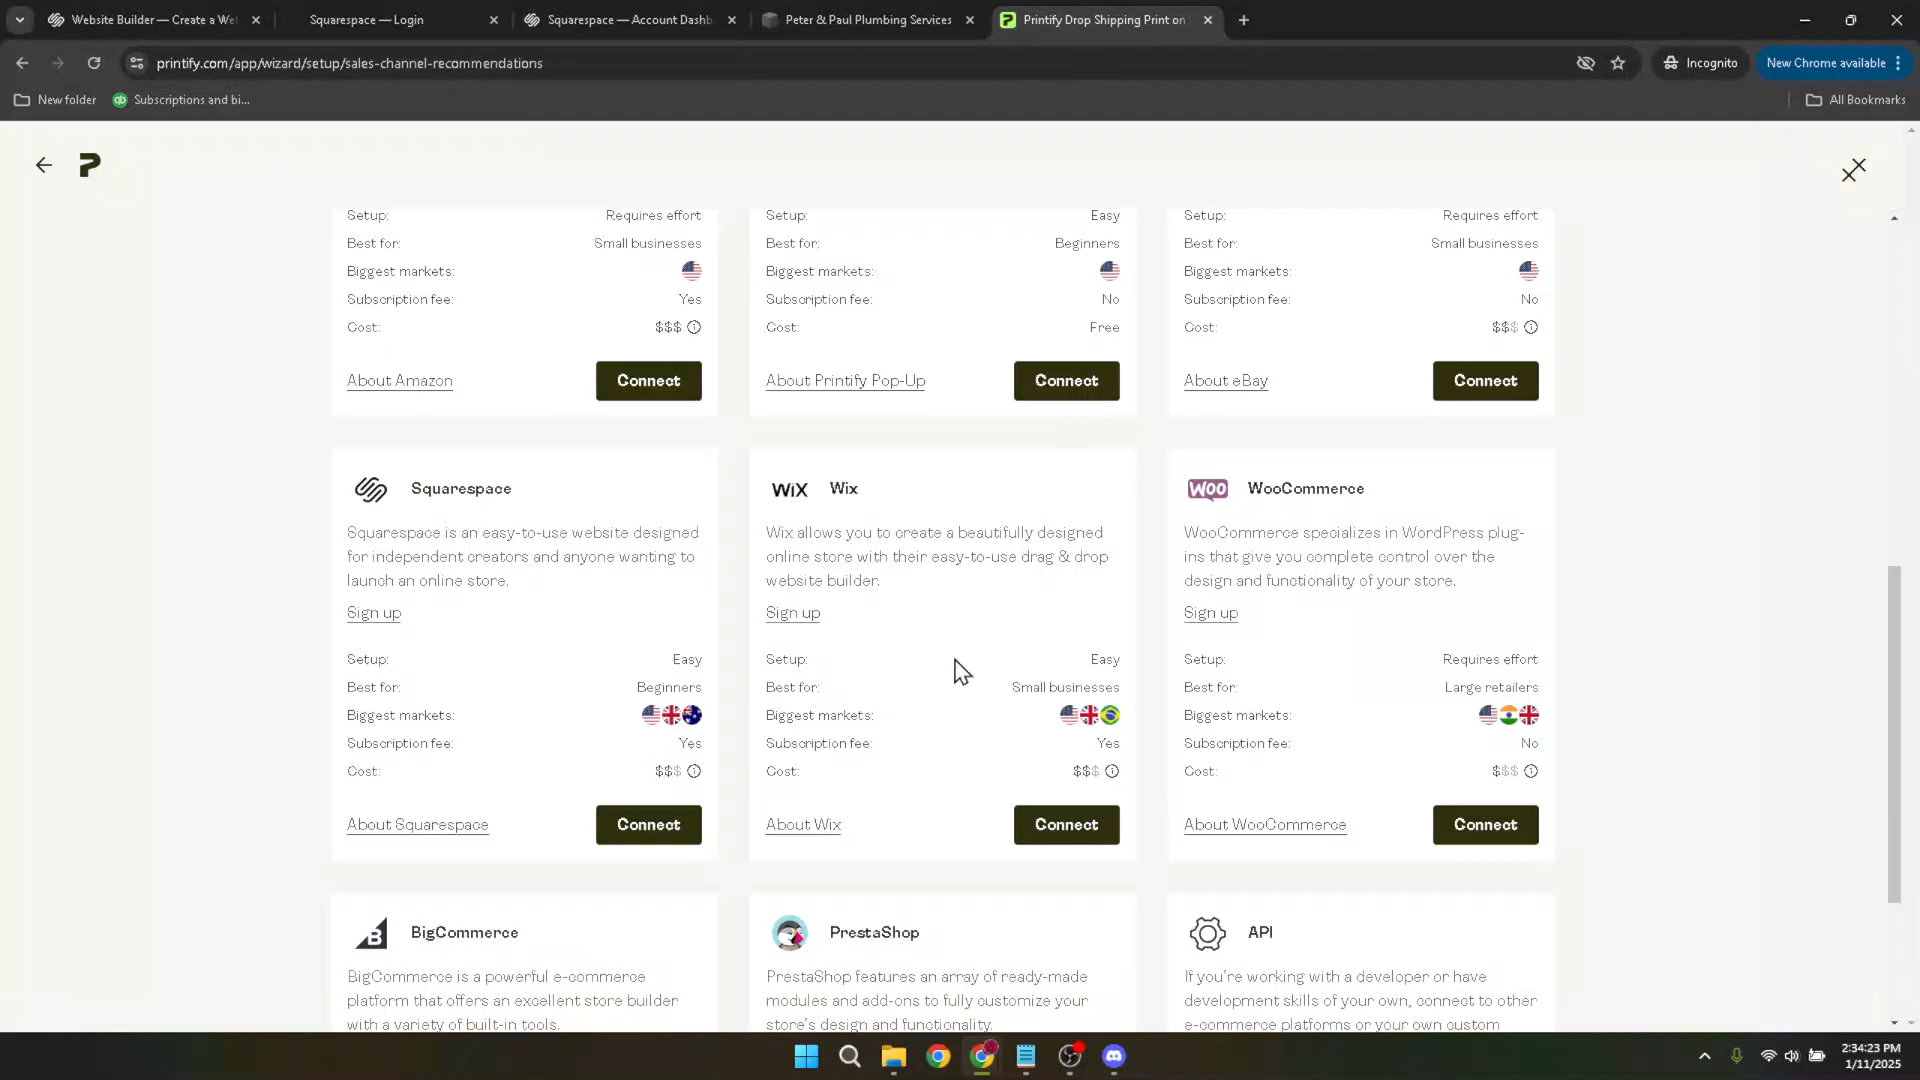 Website Builder — Create a We
Squarespace — Login
Squarespace — Account Dashb
Peter & Paul Plumbing Services
Printify Drop Shipping Print on
printify.com/app/wizard/setup/sales-channel-recommendations
Incognito
New Chrome available
New folder
Subscriptions and bi...
All Bookmarks
Setup: Requires effort
Best for: Small businesses
Biggest markets:
Subscription fee: Yes
Cost: $$$
About Amazon
Connect
Setup: Easy
Best for: Beginners
Biggest markets:
Subscription fee: No
Cost: Free
About Printify Pop-Up
Connect
Setup: Requires effort
Best for: Small businesses
Biggest markets:
Subscription fee: No
Cost: $$$
About eBay
Connect
Squarespace
Squarespace is an easy-to-use website designed
for independent creators and anyone wanting to
launch an online store.
Sign up
Setup: Easy
Best for: Beginners
Biggest markets:
Subscription fee: Yes
Cost: $$$
About Squarespace
Connect
WiX Wix
Wix allows you to create a beautifully designed
online store with their easy-to-use drag & drop
website builder.
Sign up
Setup: Easy
Best for: Small businesses
Biggest markets:
Subscription fee: Yes
Cost: $$$
About Wix
Connect
WOO WooCommerce
WooCommerce specializes in WordPress plug-
ins that give you complete control over the
design and functionality of your store.
Sign up
Setup: Requires effort
Best for: Large retailers
Biggest markets:
Subscription fee: No
Cost: $$$
About WooCommerce
Connect
B BigCommerce
BigCommerce is a powerful e-commerce
platform that offers an excellent store builder
with a variety of built-in tools.
PrestaShop
PrestaShop features an array of ready-made
modules and add-ons to fully customize your
store's design and functionality.
API
If you're working with a developer or have
development skills of your own, connect to other
e-commerce platforms or your own custom
2:34:23 PM
1/11/2025